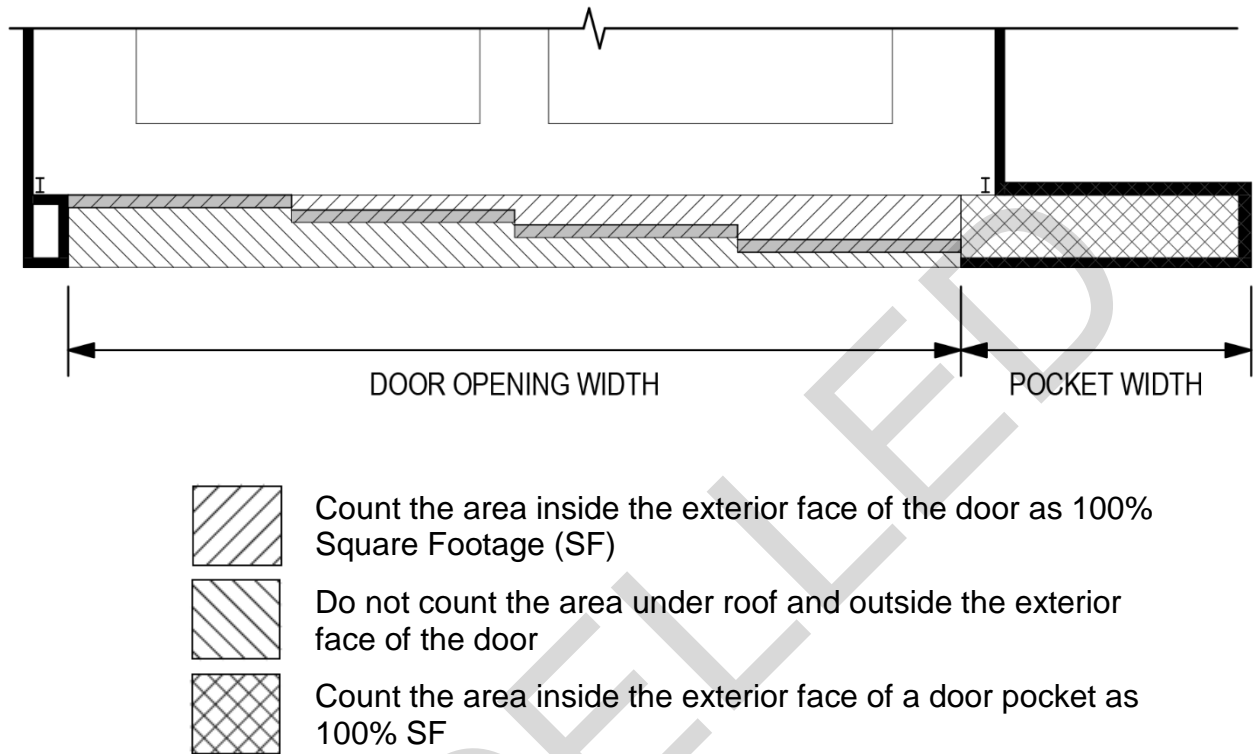 DOOR OPENING WIDTH
POCKET WIDTH
Count the area inside the exterior face of the door as 100%
Square Footage (SF)
Do not count the area under roof and outside the exterior
face of the door
Count the area inside the exterior face of a door pocket as
100% SF
ELLED